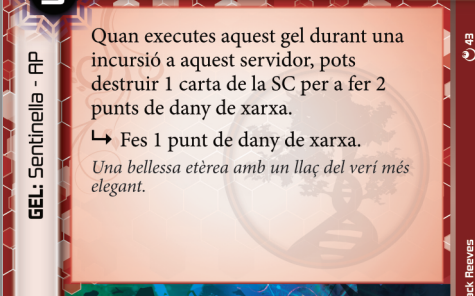 Quan executes aquest gel durant una
incursió a aquest servidor, pots
destruir 1 carta de la SC per a fer 2
punts de dany de xarxa.
↳ Fes 1 punt de dany de xarxa.
Una bellessa etèrea amb un llaç del verí més
elegant.
GEL: Sentinella - AP
43
Reeves